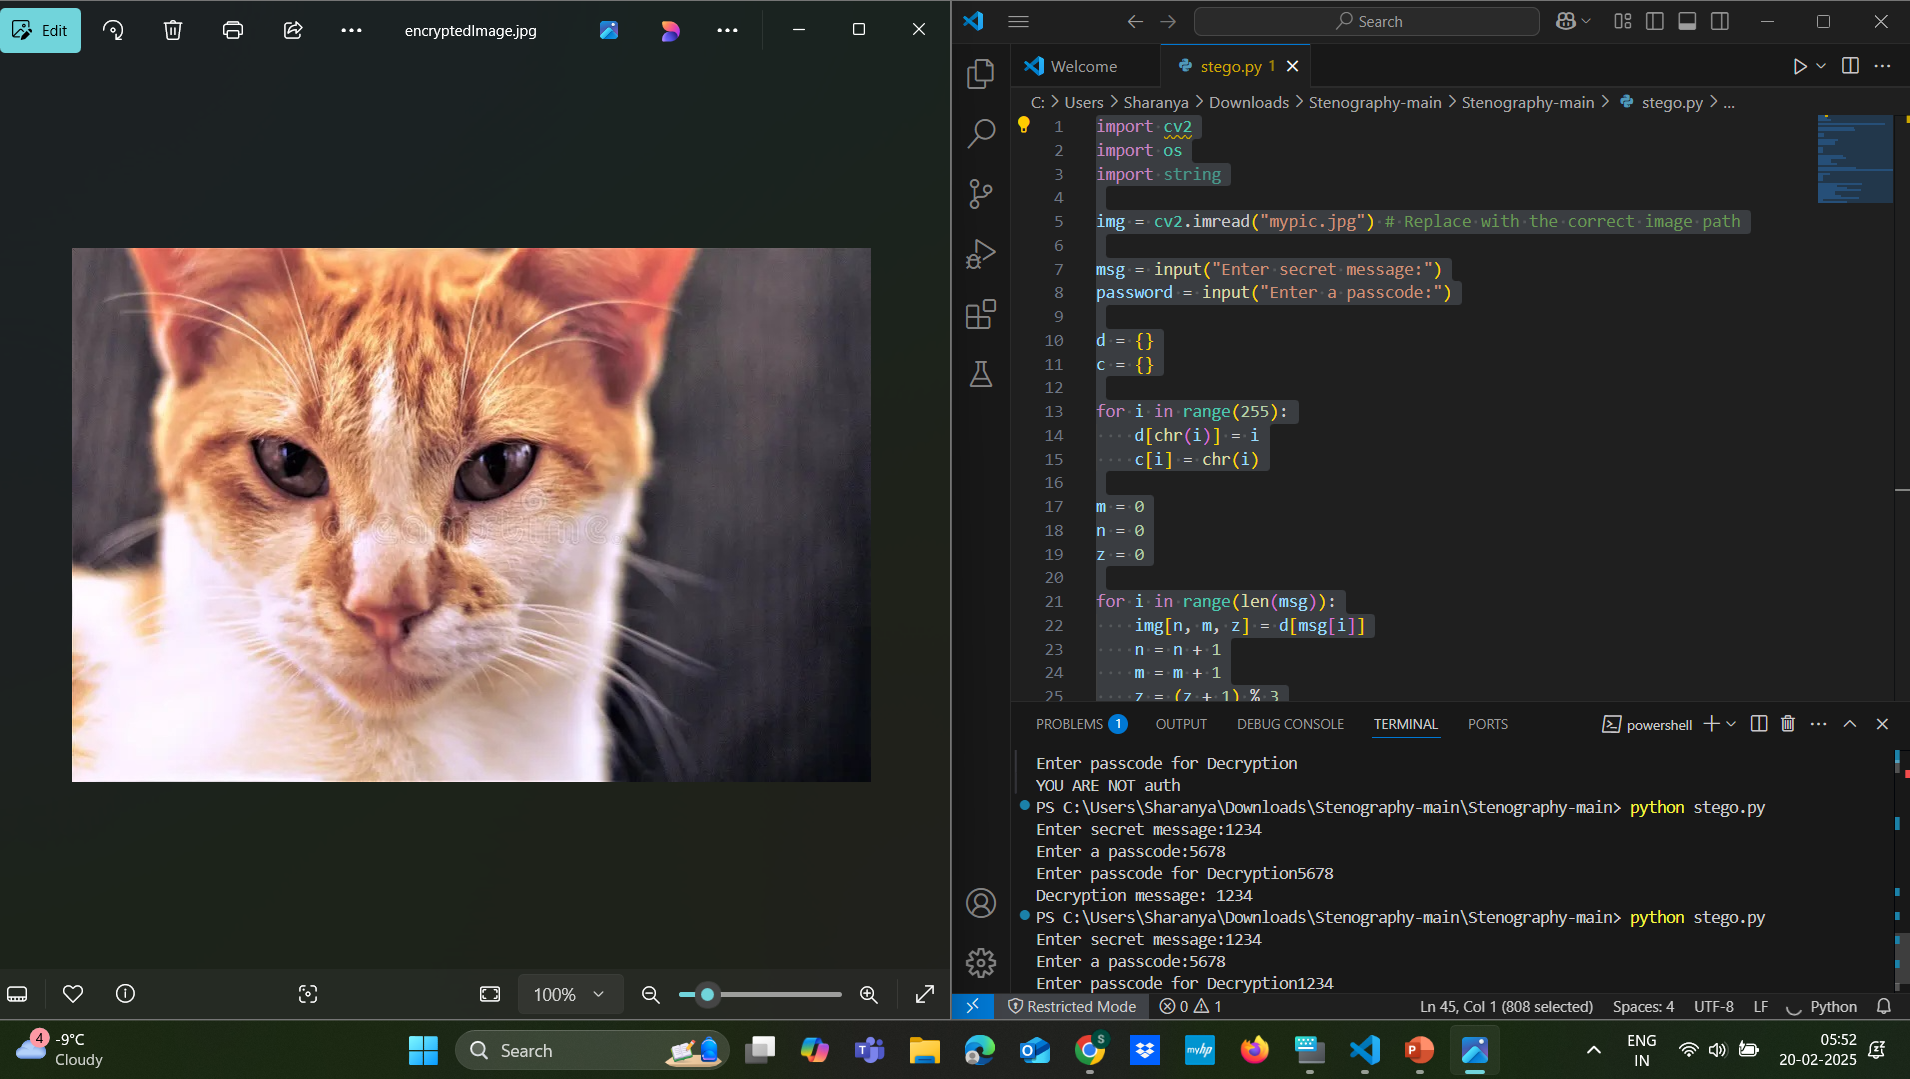 Edit
encryptedImage.jpg
dreamstime
100%
Search
Welcome
stego.py 1
C: > Users > Sharanya > Downloads > Stenography-main > Stenography-main > stego.py > ...
1 import cv2
2 import os
3 import string
4
5 img = cv2.imread("mypic.jpg") # Replace with the correct image path
6
7 msg = input("Enter secret message:")
8 password = input("Enter a passcode:")
9
10 d = {}
11 c = {}
12
13 for i in range(255):
14 d[chr(i)] = i
15 c[i] = chr(i)
16
17 m = 0
18 n = 0
19 z = 0
20
21 for i in range(len(msg)):
22 img[n, m, z] = d[msg[i]]
23 n = n + 1
24 m = m + 1
25 z = (z + 1) % 3
PROBLEMS 1 OUTPUT DEBUG CONSOLE TERMINAL PORTS powershell
Enter passcode for Decryption
YOU ARE NOT auth
PS C:\Users\Sharanya\Downloads\Stenography-main\Stenography-main> python stego.py
Enter secret message:1234
Enter a passcode:5678
Enter passcode for Decryption5678
Decryption message: 1234
PS C:\Users\Sharanya\Downloads\Stenography-main\Stenography-main> python stego.py
Enter secret message:1234
Enter a passcode:5678
Enter passcode for Decryption1234
Restricted Mode 0 1 Ln 45, Col 1 (808 selected) Spaces: 4 UTF-8 LF Python
4
-9°C
Cloudy
Search
S
myhp
ENG
IN
05:52
20-02-2025